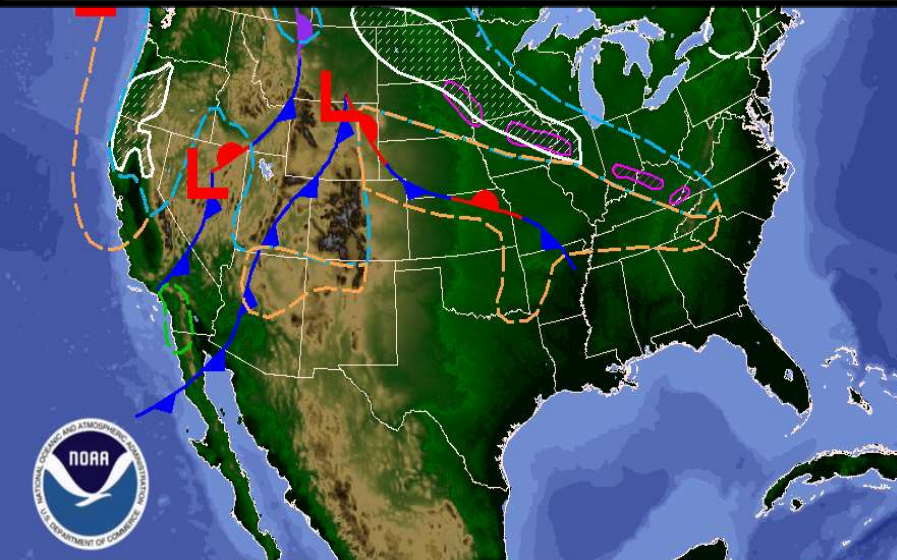 L
L
NATIONAL OCEANIC AND ATMOSPHERIC ADMINISTRATION
NOAA
U.S. DEPARTMENT OF COMMERCE